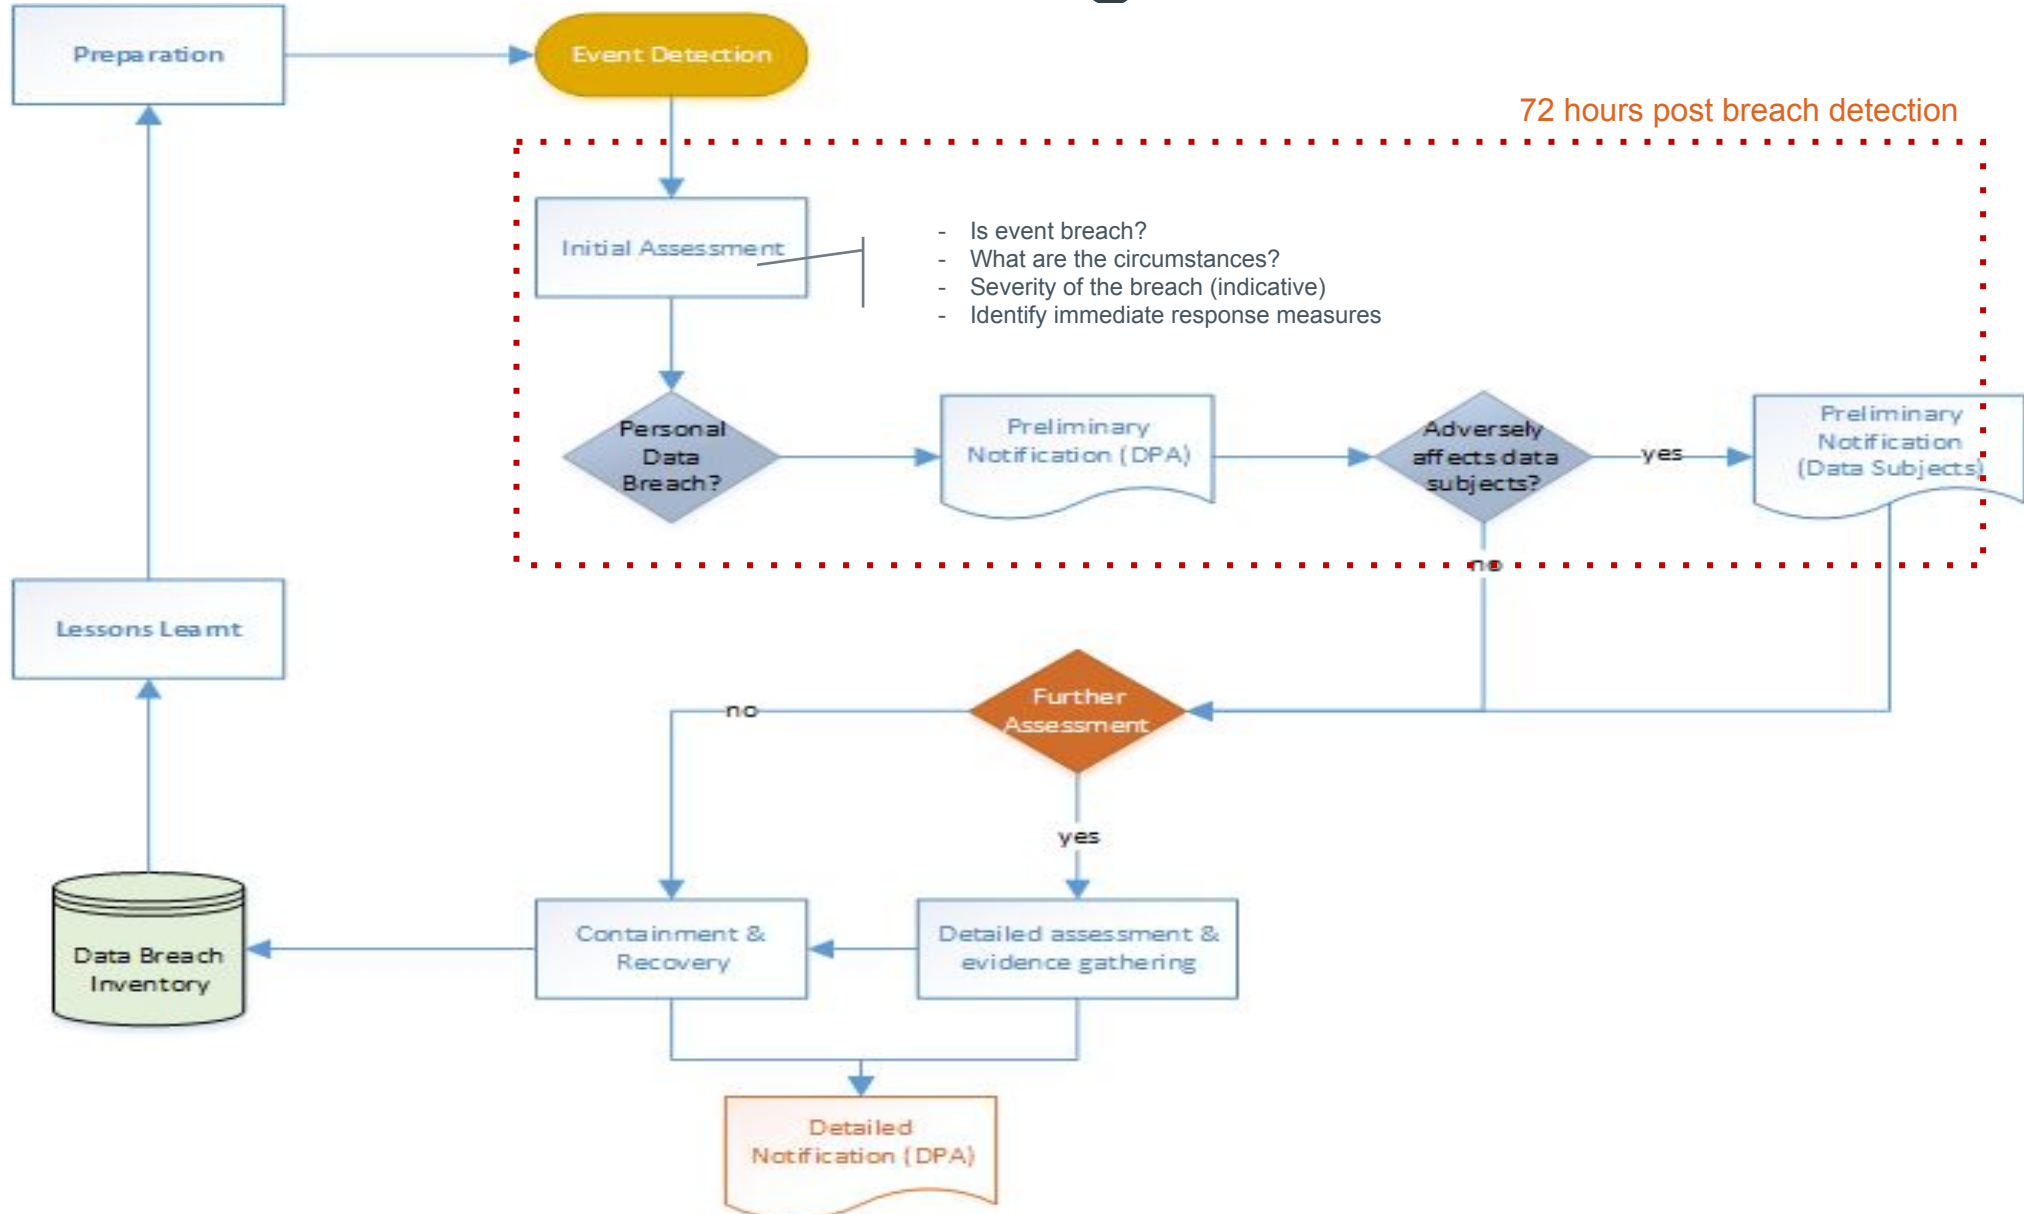 Preparation
Event Detection
72 hours post breach detection
Initial Assessment
- Is event breach?
- What are the circumstances?
- Severity of the breach (indicative)
- Identify immediate response measures
Personal
Data
Breach?
Preliminary
Notification (DPA)
Adversely
affects data
subjects?
yes
Preliminary
Notification
(Data Subjects)
no
Lessons Learnt
Further
Assessment
no
yes
Data Breach
Inventory
Containment &
Recovery
Detailed assessment &
evidence gathering
Detailed
Notification (DPA)